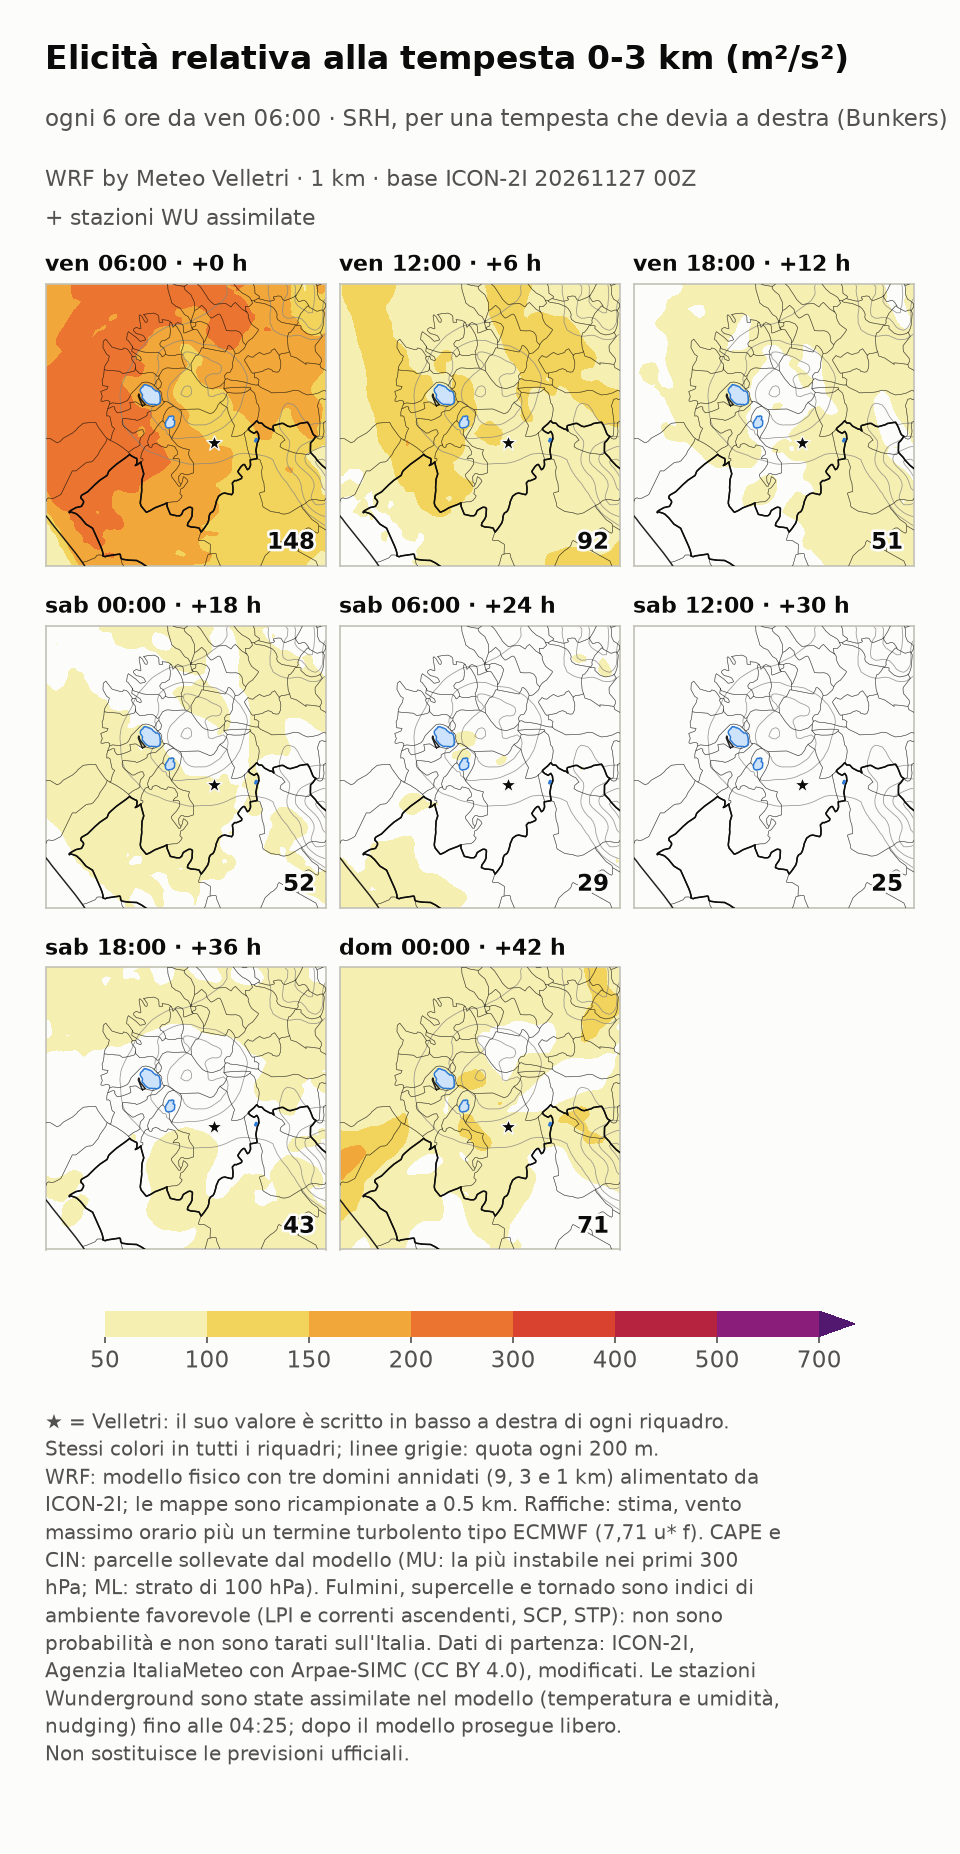 Elicità relativa alla tempesta 0-3 km (m²/s²)
ogni 6 ore da ven 06:00 · SRH, per una tempesta che devia a destra (Bunkers)
WRF by Meteo Velletri · 1 km · base ICON-2I 20261127 00Z
+ stazioni WU assimilate
ven 06:00 · +0 h
ven 12:00 · +6 h
ven 18:00 · +12 h
148
92
51
sab 00:00 · +18 h
sab 06:00 · +24 h
sab 12:00 · +30 h
52
29
25
sab 18:00 · +36 h
dom 00:00 · +42 h
43
71
50 100 150 200 300 400 500 700
★ = Velletri: il suo valore è scritto in basso a destra di ogni riquadro.
Stessi colori in tutti i riquadri; linee grigie: quota ogni 200 m.
WRF: modello fisico con tre domini annidati (9, 3 e 1 km) alimentato da
ICON-2I; le mappe sono ricampionate a 0.5 km. Raffiche: stima, vento
massimo orario più un termine turbolento tipo ECMWF (7,71 u* f). CAPE e
CIN: parcelle sollevate dal modello (MU: la più instabile nei primi 300
hPa; ML: strato di 100 hPa). Fulmini, supercelle e tornado sono indici di
ambiente favorevole (LPI e correnti ascendenti, SCP, STP): non sono
probabilità e non sono tarati sull'Italia. Dati di partenza: ICON-2I,
Agenzia ItaliaMeteo con Arpae-SIMC (CC BY 4.0), modificati. Le stazioni
Wunderground sono state assimilate nel modello (temperatura e umidità,
nudging) fino alle 04:25; dopo il modello prosegue libero.
Non sostituisce le previsioni ufficiali.